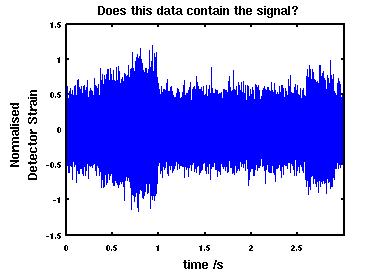 Does this data contain the signal?
1.5
1
0.5
0
-0.5
-1
-1.5
Normalised
Detector Strain
0 0.5 1 1.5 2 2.5
time /s